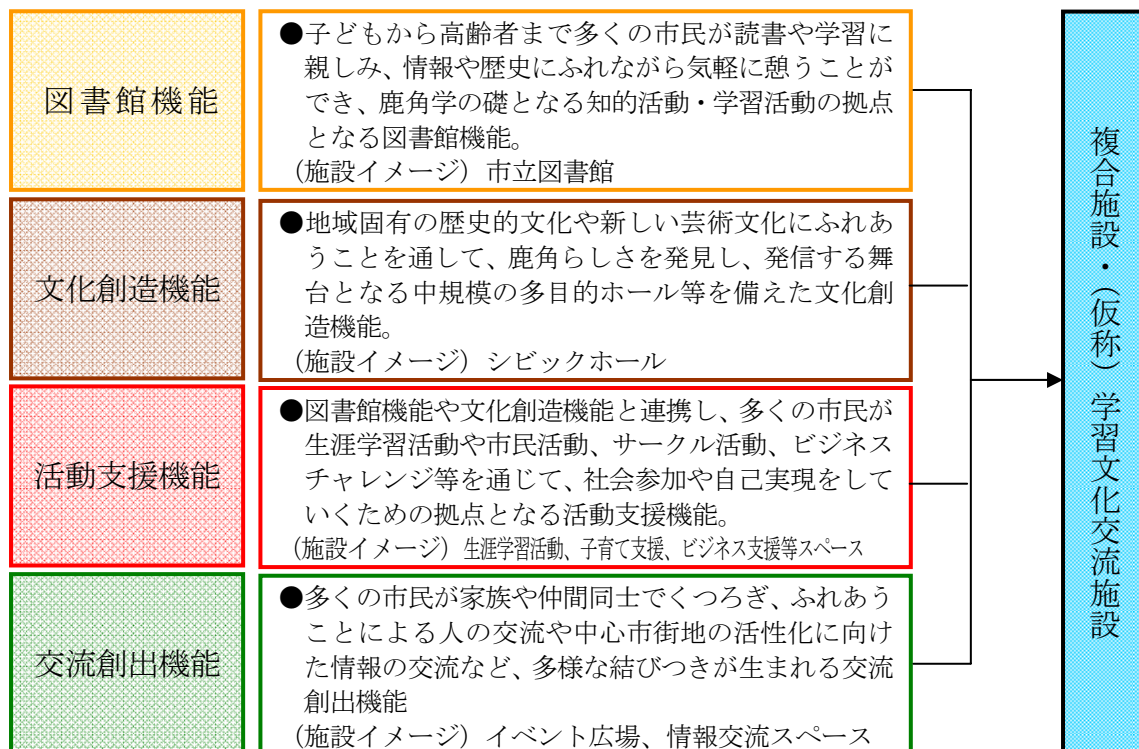 図書館機能
●子どもから高齢者まで多くの市民が読書や学習に
親しみ、情報や歴史にふれながら気軽に憩うことが
でき、鹿角学の礎となる知的活動・学習活動の拠点
となる図書館機能。
（施設イメージ）市立図書館
文化創造機能
●地域固有の歴史的文化や新しい芸術文化にふれあ
うことを通して、鹿角らしさを発見し、発信する舞
台となる中規模の多目的ホール等を備えた文化創
造機能。
（施設イメージ）シビックホール
活動支援機能
●図書館機能や文化創造機能と連携し、多くの市民が
生涯学習活動や市民活動、サークル活動、ビジネス
チャレンジ等を通じて、社会参加や自己実現をして
いくための拠点となる活動支援機能。
（施設イメージ）生涯学習活動、子育て支援、ビジネス支援等スペース
交流創出機能
●多くの市民が家族や仲間同士でくつろぎ、ふれあう
ことによる人の交流や中心市街地の活性化に向け
た情報の交流など、多様な結びつきが生まれる交流
創出機能
（施設イメージ）イベント広場、情報交流スペース
複合施設・（仮称）学習文化交流施設